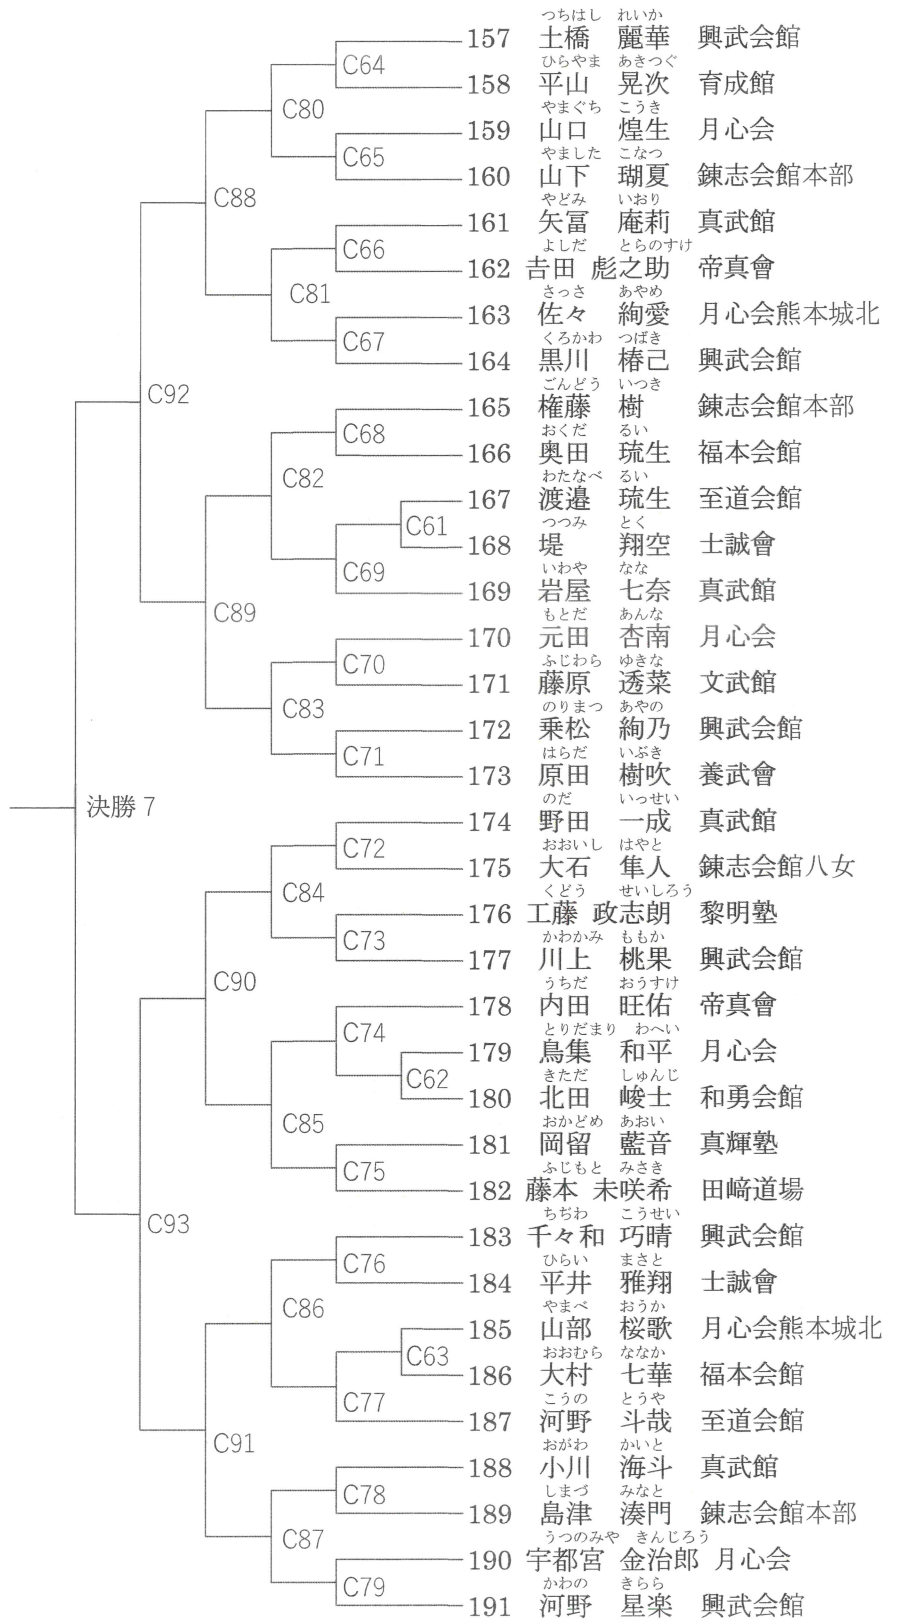 つちはし れいか
157 土橋 麗華 興武会館
C64
ひらやま あきつぐ
158 平山 晃次 育成館
C80
やまぐち こうき
159 山口 煌生 月心会
C65
やました こなつ
160 山下 瑚夏 錬志会館本部
C88
やどみ いおり
161 矢冨 庵莉 真武館
C66
よしだ とらのすけ
162 吉田 彪之助 帝真會
C81
さっさ あやめ
163 佐々 絢愛 月心会熊本城北
C67
くろかわ つばき
164 黒川 椿己 興武会館
C92
ごんどう いつき
165 権藤 樹 錬志会館本部
C68
おくだ るい
166 奥田 琉生 福本会館
C82
わたなべ るい
167 渡邉 琉生 至道会館
C61
つつみ とく
168 堤 翔空 士誠會
C69
いわや なな
169 岩屋 七奈 真武館
C89
もとだ あんな
170 元田 杏南 月心会
C70
ふじわら ゆきな
171 藤原 透菜 文武館
C83
のりまつ あやの
172 乗松 絢乃 興武会館
C71
はらだ いぶき
173 原田 樹吹 養武會
決勝 7
のだ いっせい
174 野田 一成 真武館
C72
おおいし はやと
175 大石 隼人 錬志会館八女
C84
くどう せいしろう
176 工藤 政志朗 黎明塾
C73
かわかみ ももか
177 川上 桃果 興武会館
C90
うちだ おうすけ
178 内田 旺佑 帝真會
C74
とりだまり わへい
179 鳥集 和平 月心会
C62
きただ しゅんじ
180 北田 峻士 和勇会館
C85
おかどめ あおい
181 岡留 藍音 真輝塾
C75
ふじもと みさき
182 藤本 未咲希 田﨑道場
C93
ちぢわ こうせい
183 千々和 巧晴 興武会館
C76
ひらい まさと
184 平井 雅翔 士誠會
C86
やまべ おうか
185 山部 桜歌 月心会熊本城北
C63
おおむら ななか
186 大村 七華 福本会館
C77
こうの とうや
187 河野 斗哉 至道会館
C91
おがわ かいと
188 小川 海斗 真武館
C78
しまづ みなと
189 島津 湊門 錬志会館本部
C87
うつのみや きんじろう
190 宇都宮 金治郎 月心会
C79
かわの きらら
191 河野 星楽 興武会館